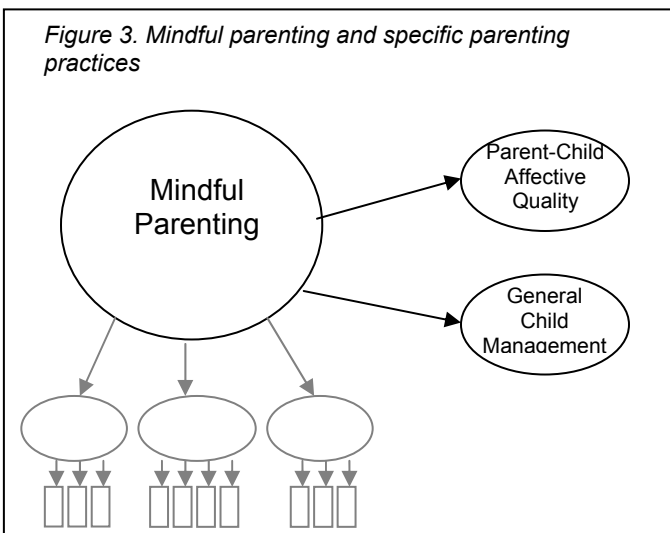 Figure 3. Mindful parenting and specific parenting
practices
Mindful
Parenting
Parent-Child
Affective
Quality
General
Child
Management